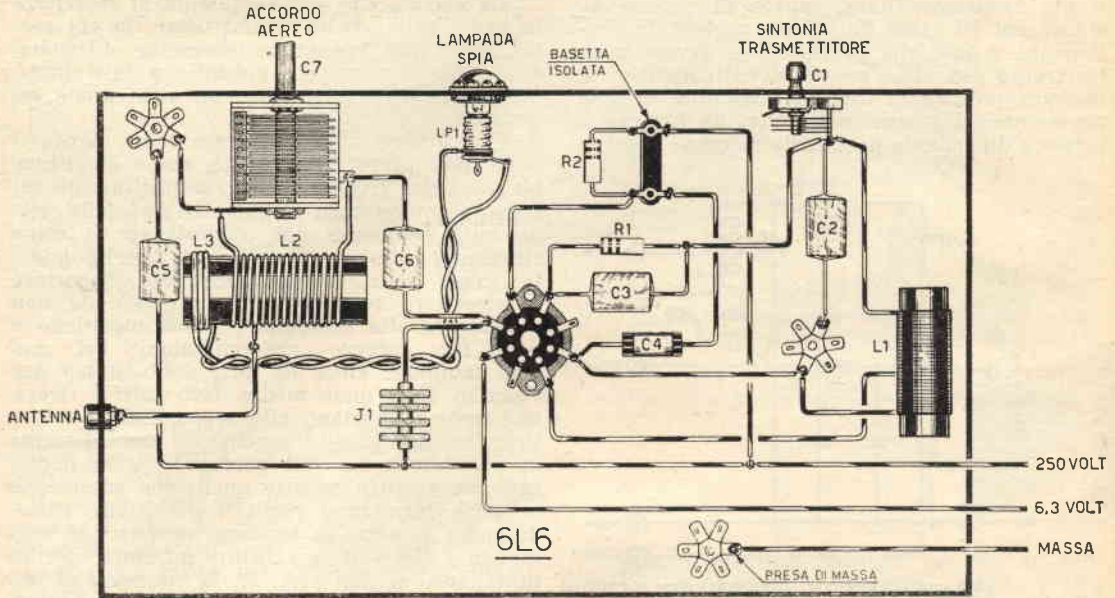 ACCORDO
AEREO
C7
LAMPADA
SPIA
LP1
BASETTA
ISOLATA
SINTONIA
TRASMETTITORE
C1
R2
R1
C2
C5
L3
L2
C6
C3
C4
L1
J1
ANTENNA
250 VOLT
6,3 VOLT
6L6
MASSA
PRESA DI MASSA